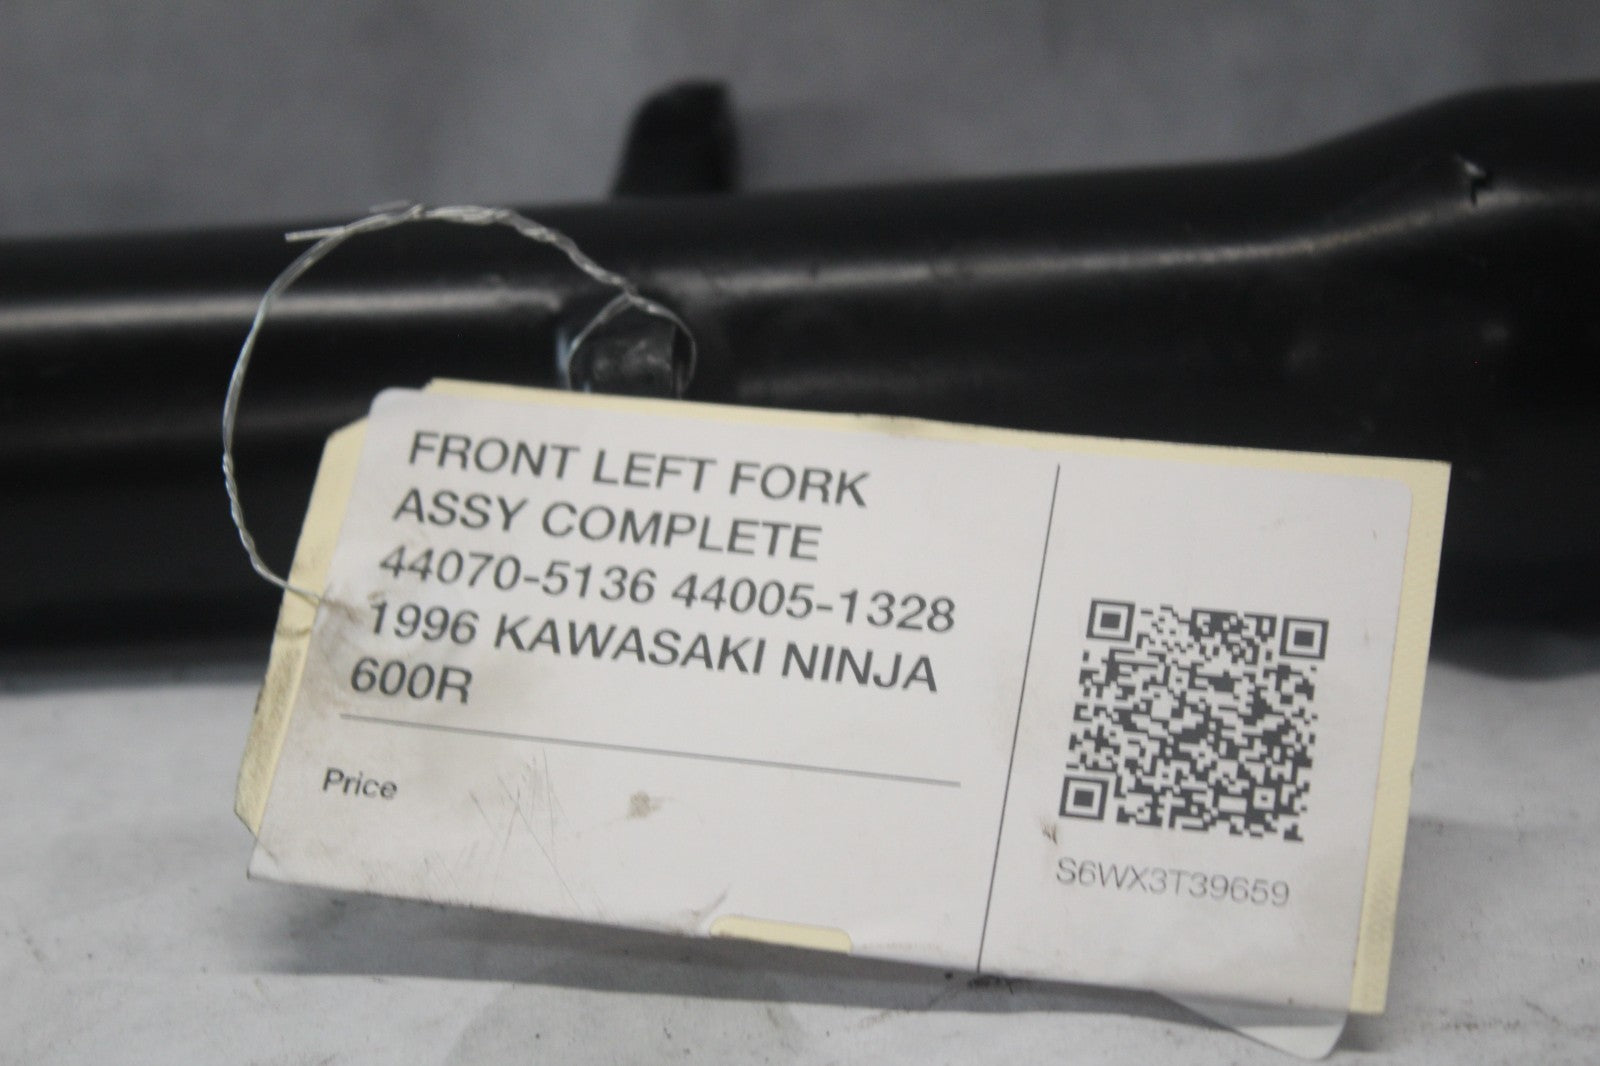 FRONT LEFT FORK
ASSY COMPLETE
44070-5136 44005-1328
1996 KAWASAKI NINJA
600R
Price
S6WX3T39659